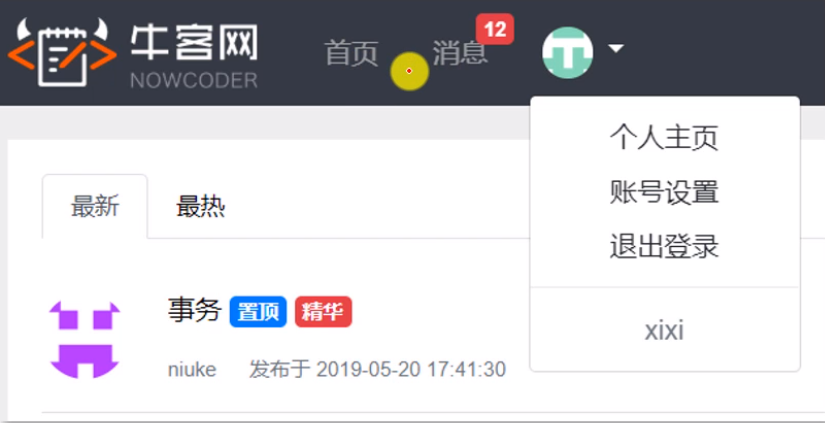 牛客网
NOWCODER
首页 消息 12
个人主页
账号设置
退出登录
xixi
最新 最热
事务 置顶 精华
niuke 发布于 2019-05-20 17:41:30